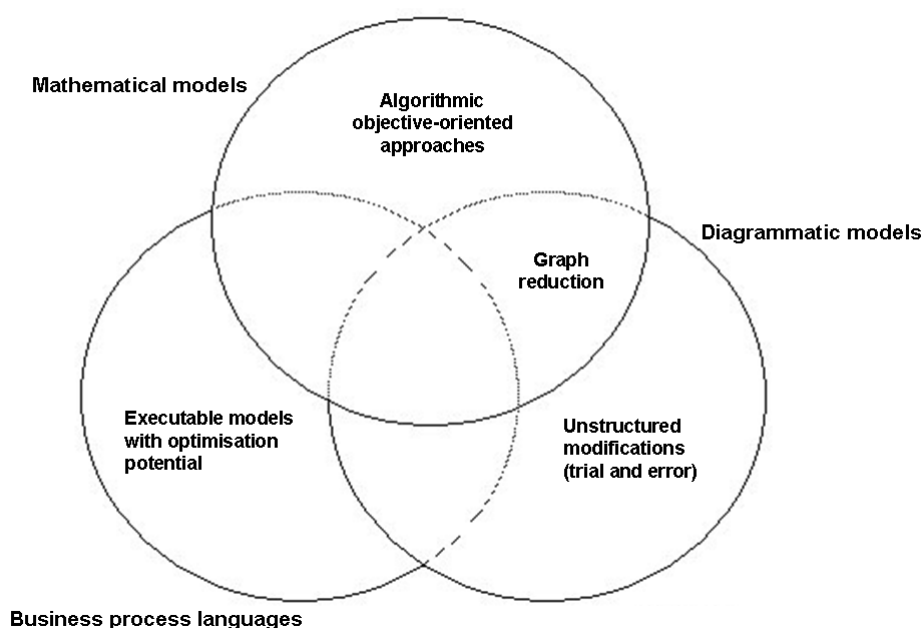 Mathematical models
Algorithmic
objective-oriented
approaches
Diagrammatic models
Graph
reduction
Executable models
with optimisation
potential
Unstructured
modifications
(trial and error)
Business process languages